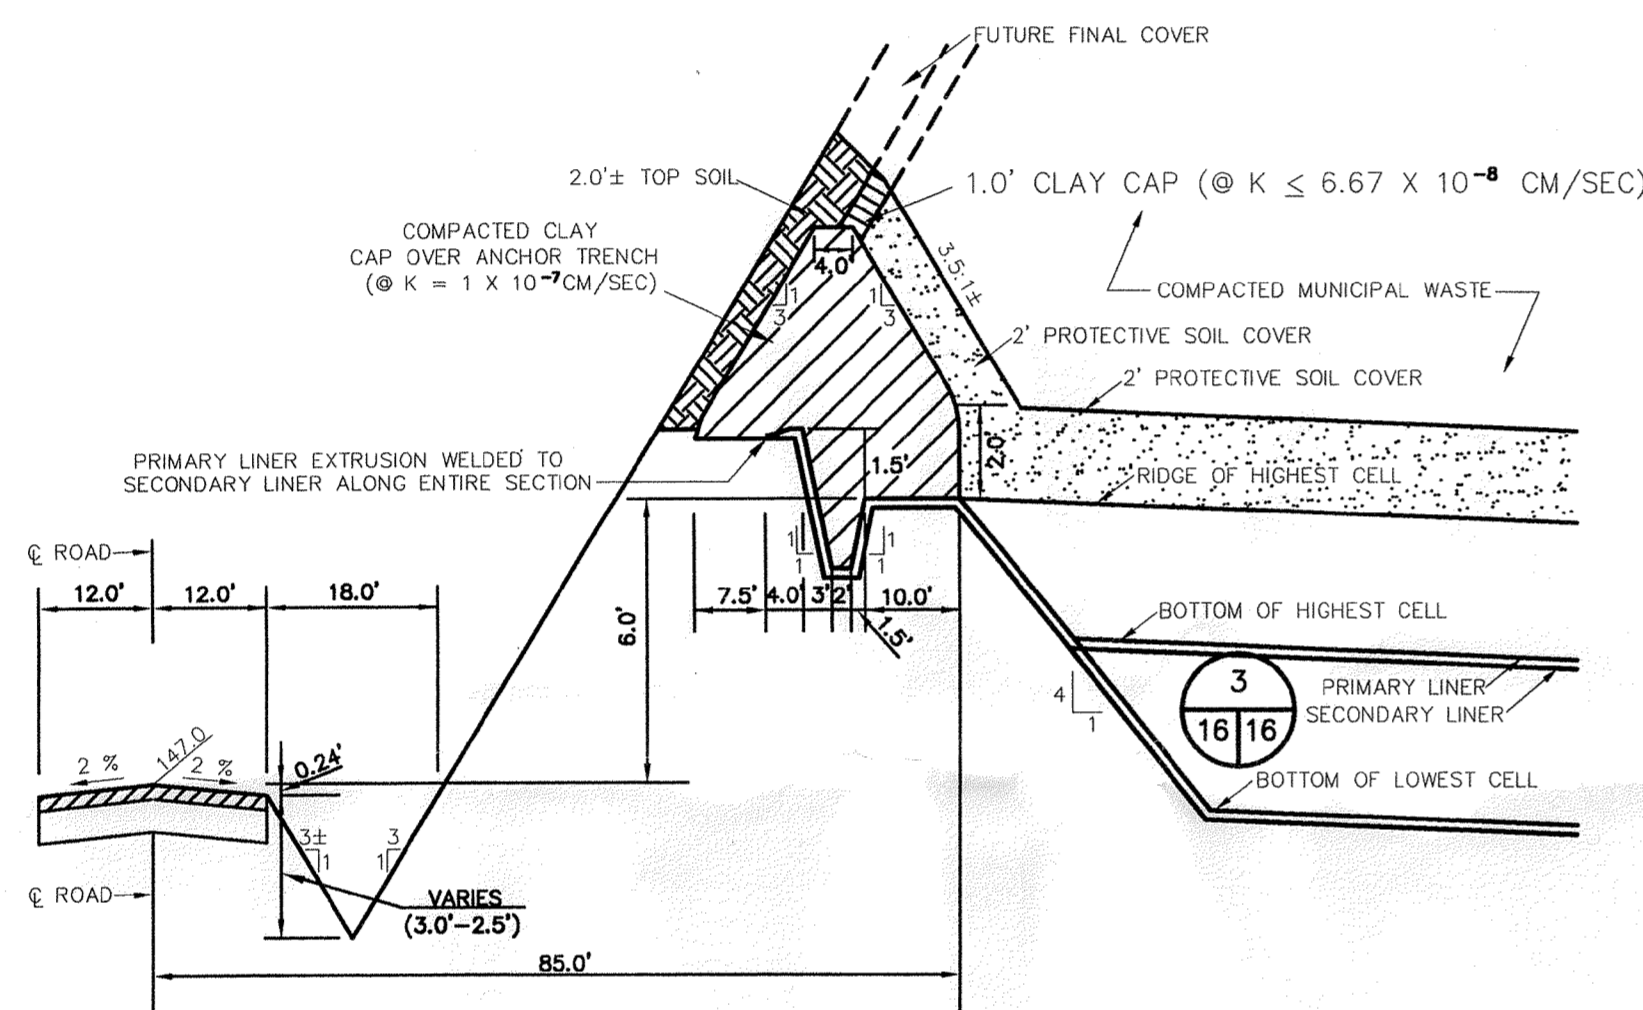 FUTURE FINAL COVER
2.0'± TOP SOIL
1.0' CLAY CAP (@ K ≤ 6.67 X 10⁻⁸ CM/SEC)
COMPACTED CLAY
CAP OVER ANCHOR TRENCH
(@ K = 1 X 10⁻⁷CM/SEC)
4.0'
1
3
1
3
3.5:1±
COMPACTED MUNICIPAL WASTE
2' PROTECTIVE SOIL COVER
2' PROTECTIVE SOIL COVER
PRIMARY LINER EXTRUSION WELDED TO
SECONDARY LINER ALONG ENTIRE SECTION
1.5'
2.0'
RIDGE OF HIGHEST CELL
℄ ROAD
1
1
1
1
12.0'
12.0'
18.0'
6.0'
7.5'
4.0'
3'
2'
10.0'
1.5'
BOTTOM OF HIGHEST CELL
4
1
3
16
16
PRIMARY LINER
SECONDARY LINER
2 %
147.0
2 %
0.24'
BOTTOM OF LOWEST CELL
3±
1
3
1
℄ ROAD
VARIES
(3.0'-2.5')
85.0'